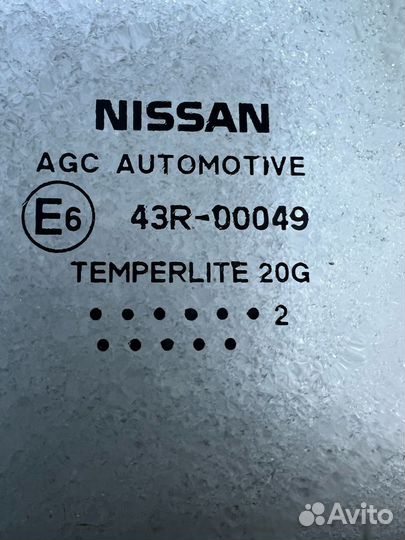 NISSAN
AGC AUTOMOTIVE
E6 43R-00049
TEMPERLITE 20G
• • • • • • 2
• • • • •
Avito